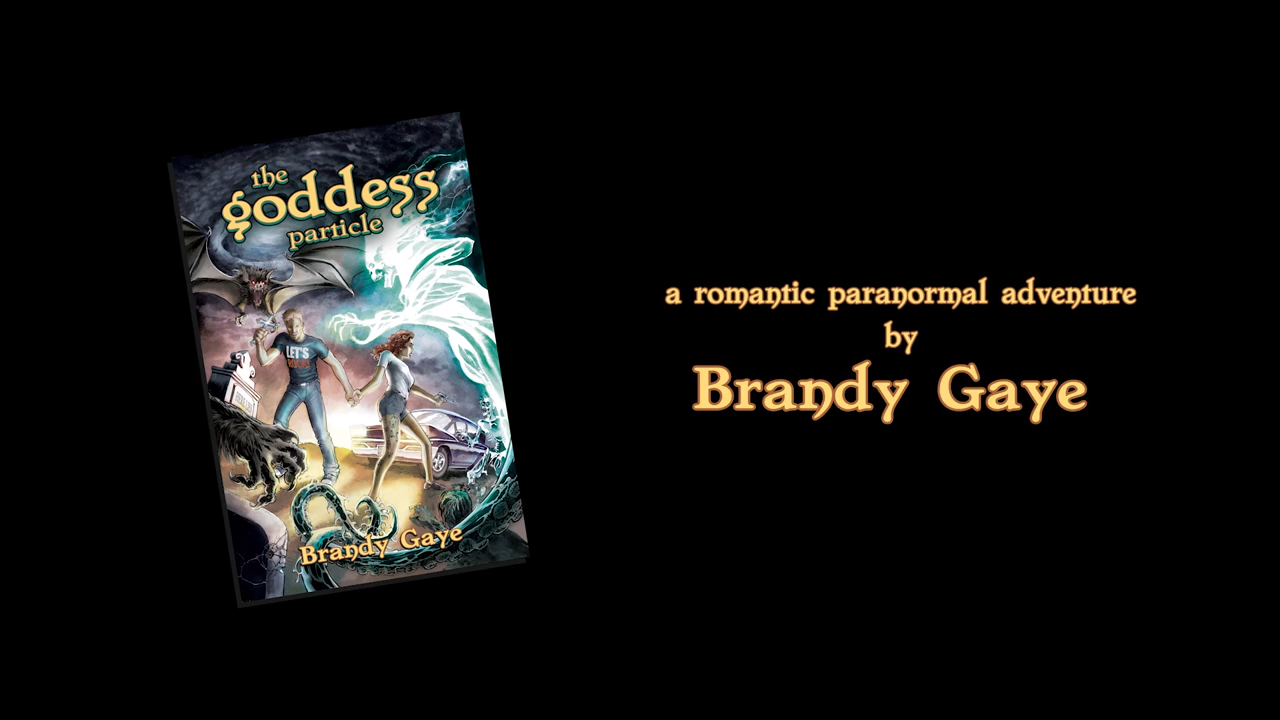 the
goddess
particle
LET'S
Brandy Gaye
a romantic paranormal adventure
by
Brandy Gaye